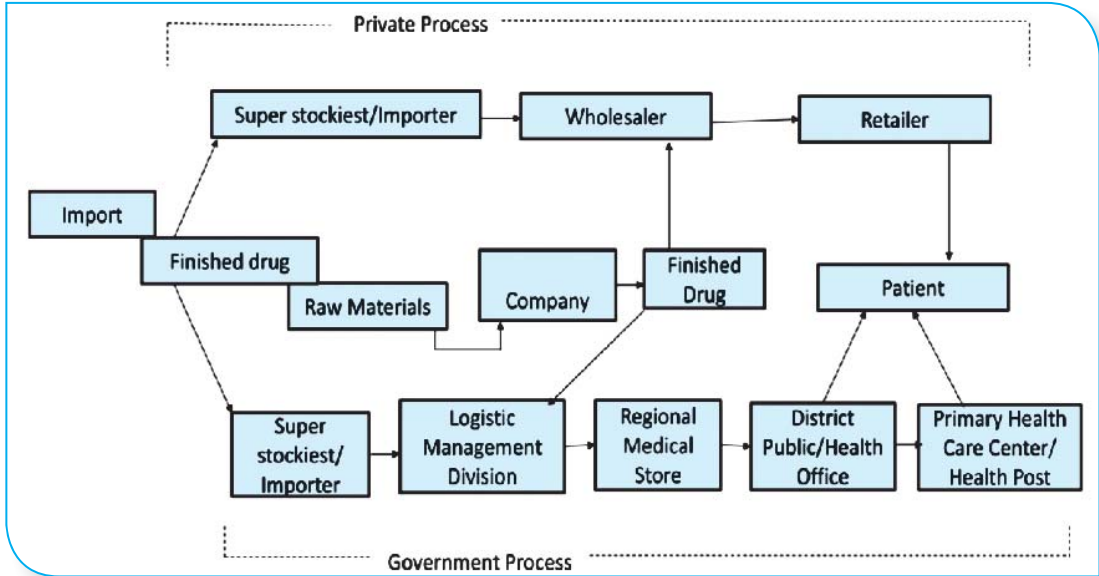 Private Process
Super stockiest/Importer
Wholesaler
Retailer
Import
Finished drug
Raw Materials
Company
Finished
Drug
Patient
Super
stockiest/
Importer
Logistic
Management
Division
Regional
Medical
Store
District
Public/Health
Office
Primary Health
Care Center/
Health Post
Government Process